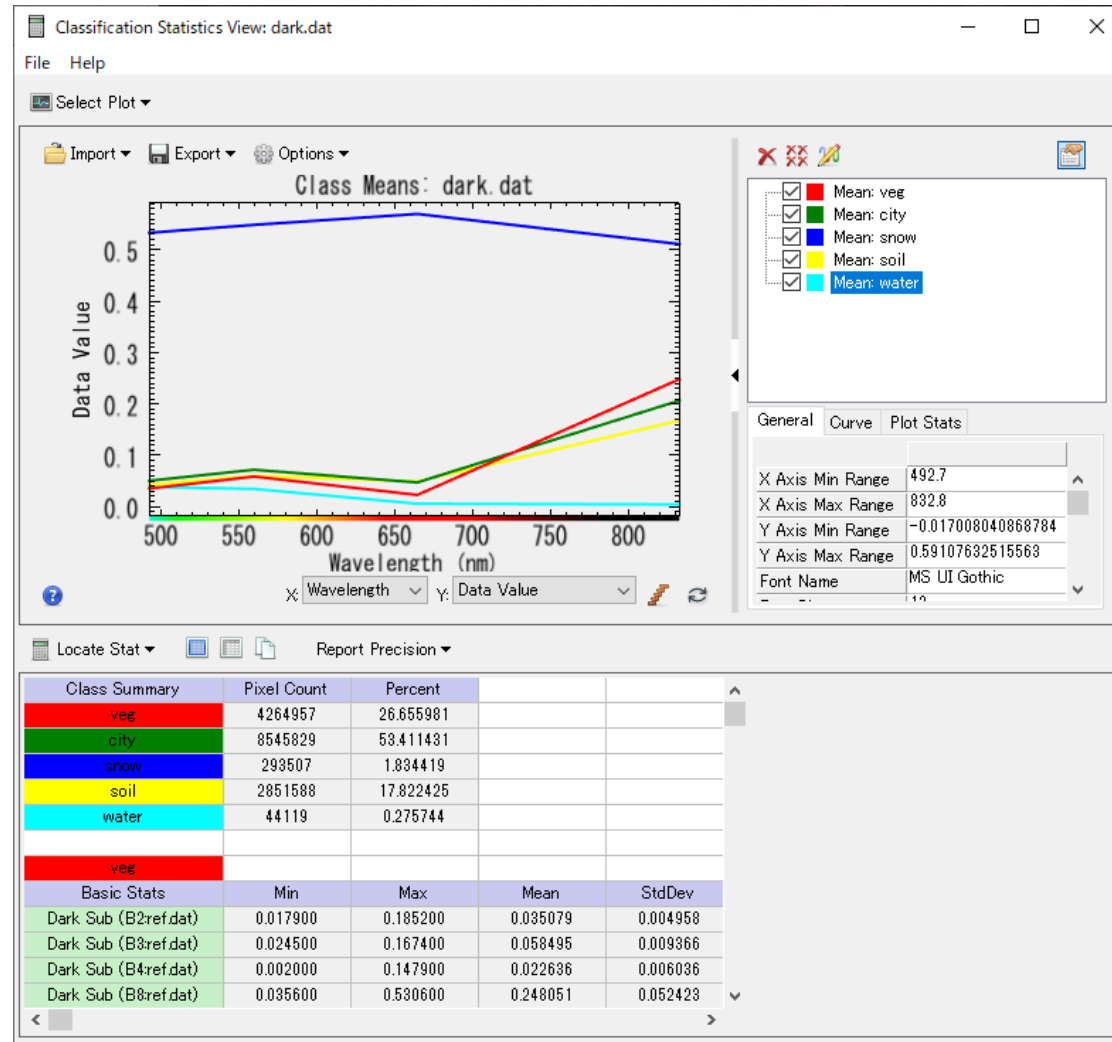 Classification Statistics View: dark.dat
File Help
Select Plot
Import Export Options
Class Means: dark.dat
Data Value
0.5
0.4
0.3
0.2
0.1
0.0
500 550 600 650 700 750 800
Wavelength (nm)
X: Wavelength Y: Data Value
Mean: veg
Mean: city
Mean: snow
Mean: soil
Mean: water
General Curve Plot Stats
X Axis Min Range 492.7
X Axis Max Range 832.8
Y Axis Min Range -0.017008040868784
Y Axis Max Range 0.59107632515563
Font Name MS UI Gothic
Locate Stat Report Precision
Class Summary Pixel Count Percent
veg 4264957 26.655981
city 8545829 53.411431
snow 293507 1.834419
soil 2851588 17.822425
water 44119 0.275744
veg
Basic Stats Min Max Mean StdDev
Dark Sub (B2:ref.dat) 0.017900 0.185200 0.035079 0.004958
Dark Sub (B3:ref.dat) 0.024500 0.167400 0.058495 0.009366
Dark Sub (B4:ref.dat) 0.002000 0.147900 0.022636 0.006036
Dark Sub (B8:ref.dat) 0.035600 0.530600 0.248051 0.052423